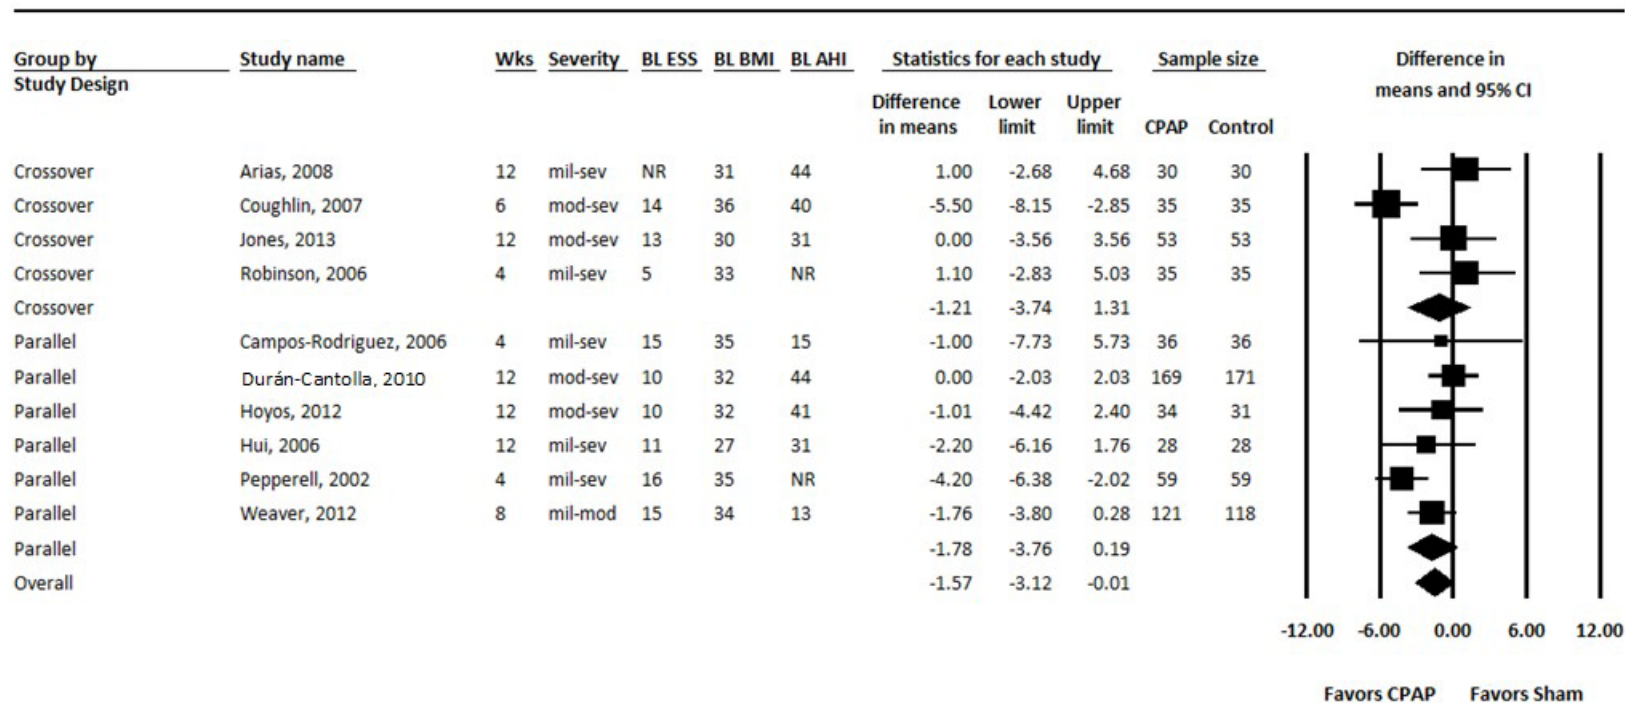 Group by Study name Wks Severity BL ESS BL BMI BL AHI Statistics for each study Sample size Difference in
Study Design means and 95% CI
Difference Lower Upper
in means limit limit CPAP Control
Crossover Arias, 2008 12 mil-sev NR 31 44 1.00 -2.68 4.68 30 30
Crossover Coughlin, 2007 6 mod-sev 14 36 40 -5.50 -8.15 -2.85 35 35
Crossover Jones, 2013 12 mod-sev 13 30 31 0.00 -3.56 3.56 53 53
Crossover Robinson, 2006 4 mil-sev 5 33 NR 1.10 -2.83 5.03 35 35
Crossover -1.21 -3.74 1.31
Parallel Campos-Rodriguez, 2006 4 mil-sev 15 35 15 -1.00 -7.73 5.73 36 36
Parallel Durán-Cantolla, 2010 12 mod-sev 10 32 44 0.00 -2.03 2.03 169 171
Parallel Hoyos, 2012 12 mod-sev 10 32 41 -1.01 -4.42 2.40 34 31
Parallel Hui, 2006 12 mil-sev 11 27 31 -2.20 -6.16 1.76 28 28
Parallel Pepperell, 2002 4 mil-sev 16 35 NR -4.20 -6.38 -2.02 59 59
Parallel Weaver, 2012 8 mil-mod 15 34 13 -1.76 -3.80 0.28 121 118
Parallel -1.78 -3.76 0.19
Overall -1.57 -3.12 -0.01
-12.00 -6.00 0.00 6.00 12.00
Favors CPAP Favors Sham